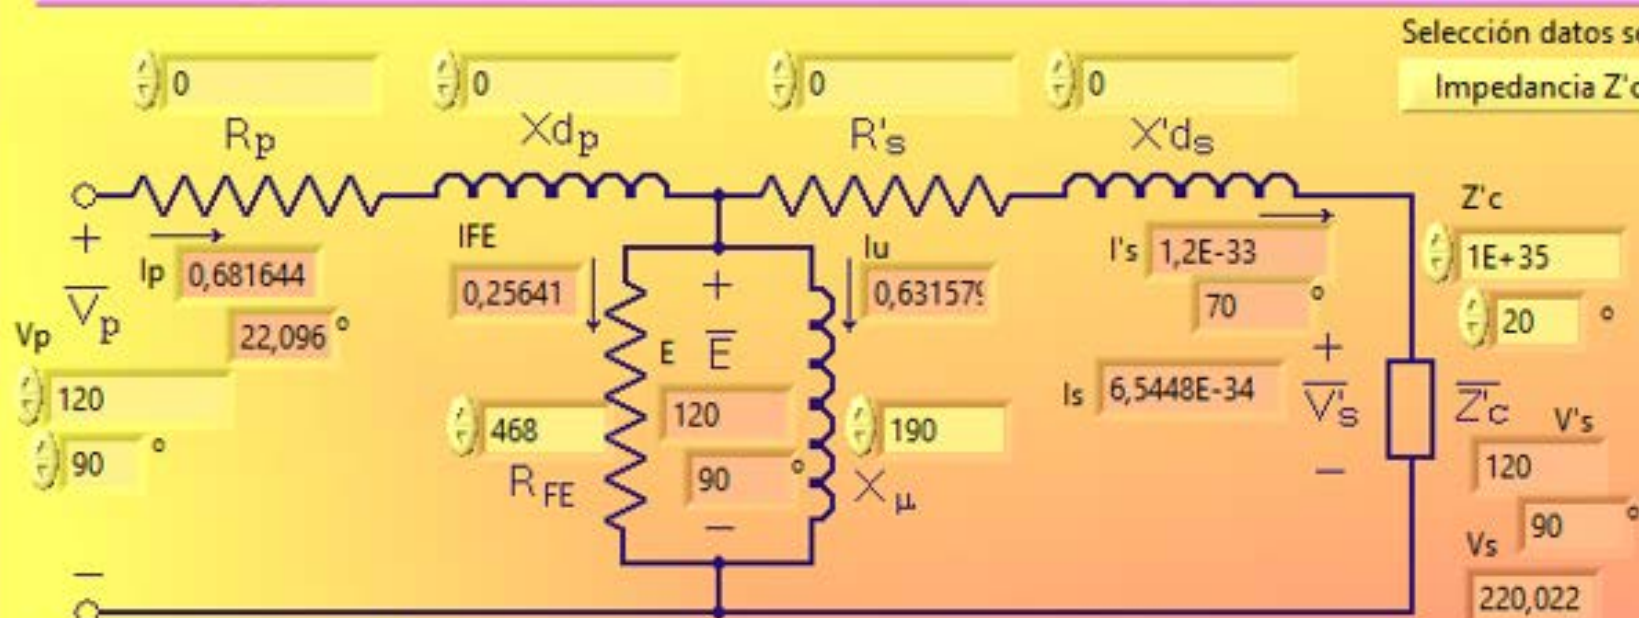 Selección datos s
Impedancia Z'c
0
0
0
0
Rp
Xdp
R's
X'ds
Z'c
1E+35
20 °
+
Ip 0,681644
22,096 °
IFE
0,25641
+
Iu
0,631579
I's 1,2E-33
70 °
Vp
Vp
120
90 °
E
E
120
90 °
468
RFE
190
Xμ
Is 6,5448E-34
+
V's
−
Z'c
V's
120
90 °
Vs
220,022
−
−